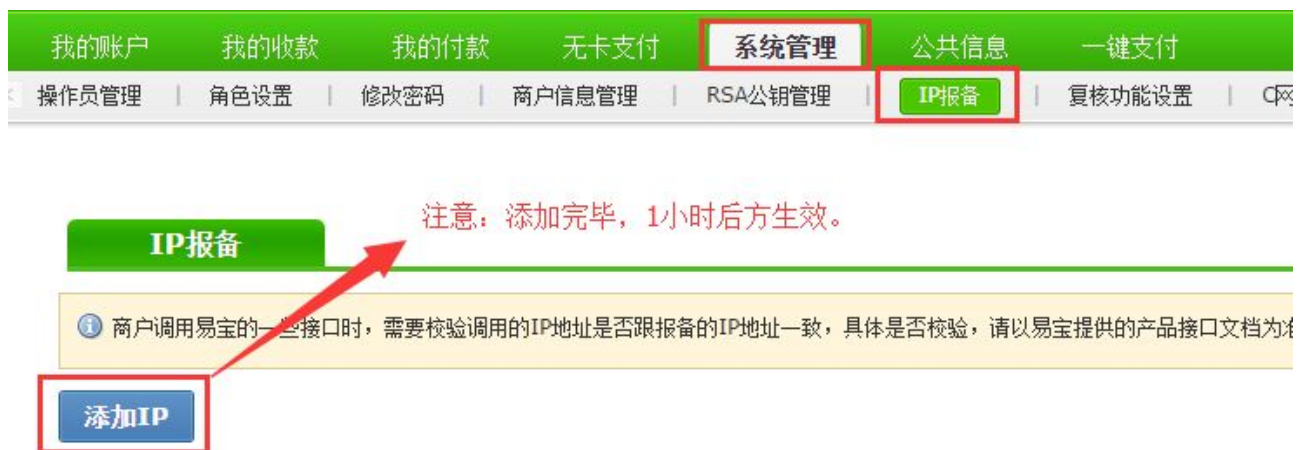 我的账户 我的收款 我的付款 无卡支付 系统管理 公共信息 一键支付
操作员管理 | 角色设置 | 修改密码 | 商户信息管理 | RSA公钥管理 | IP报备 | 复核功能设置 | C网
注意：添加完毕，1小时后方生效。
IP报备
商户调用易宝的一些接口时，需要校验调用的IP地址是否跟报备的IP地址一致，具体是否校验，请以易宝提供的产品接口文档为准
添加IP